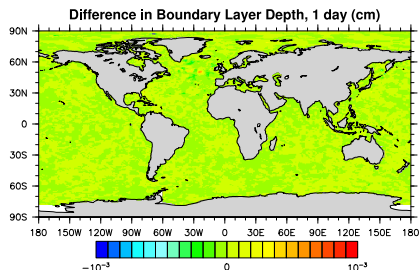 Difference in Boundary Layer Depth, 1 day (cm)
90N
60N
30N
0
30S
60S
90S
180 150W 120W 90W 60W 30W 0 30E 60E 90E 120E 150E 180
−10⁻³ 0 10⁻³